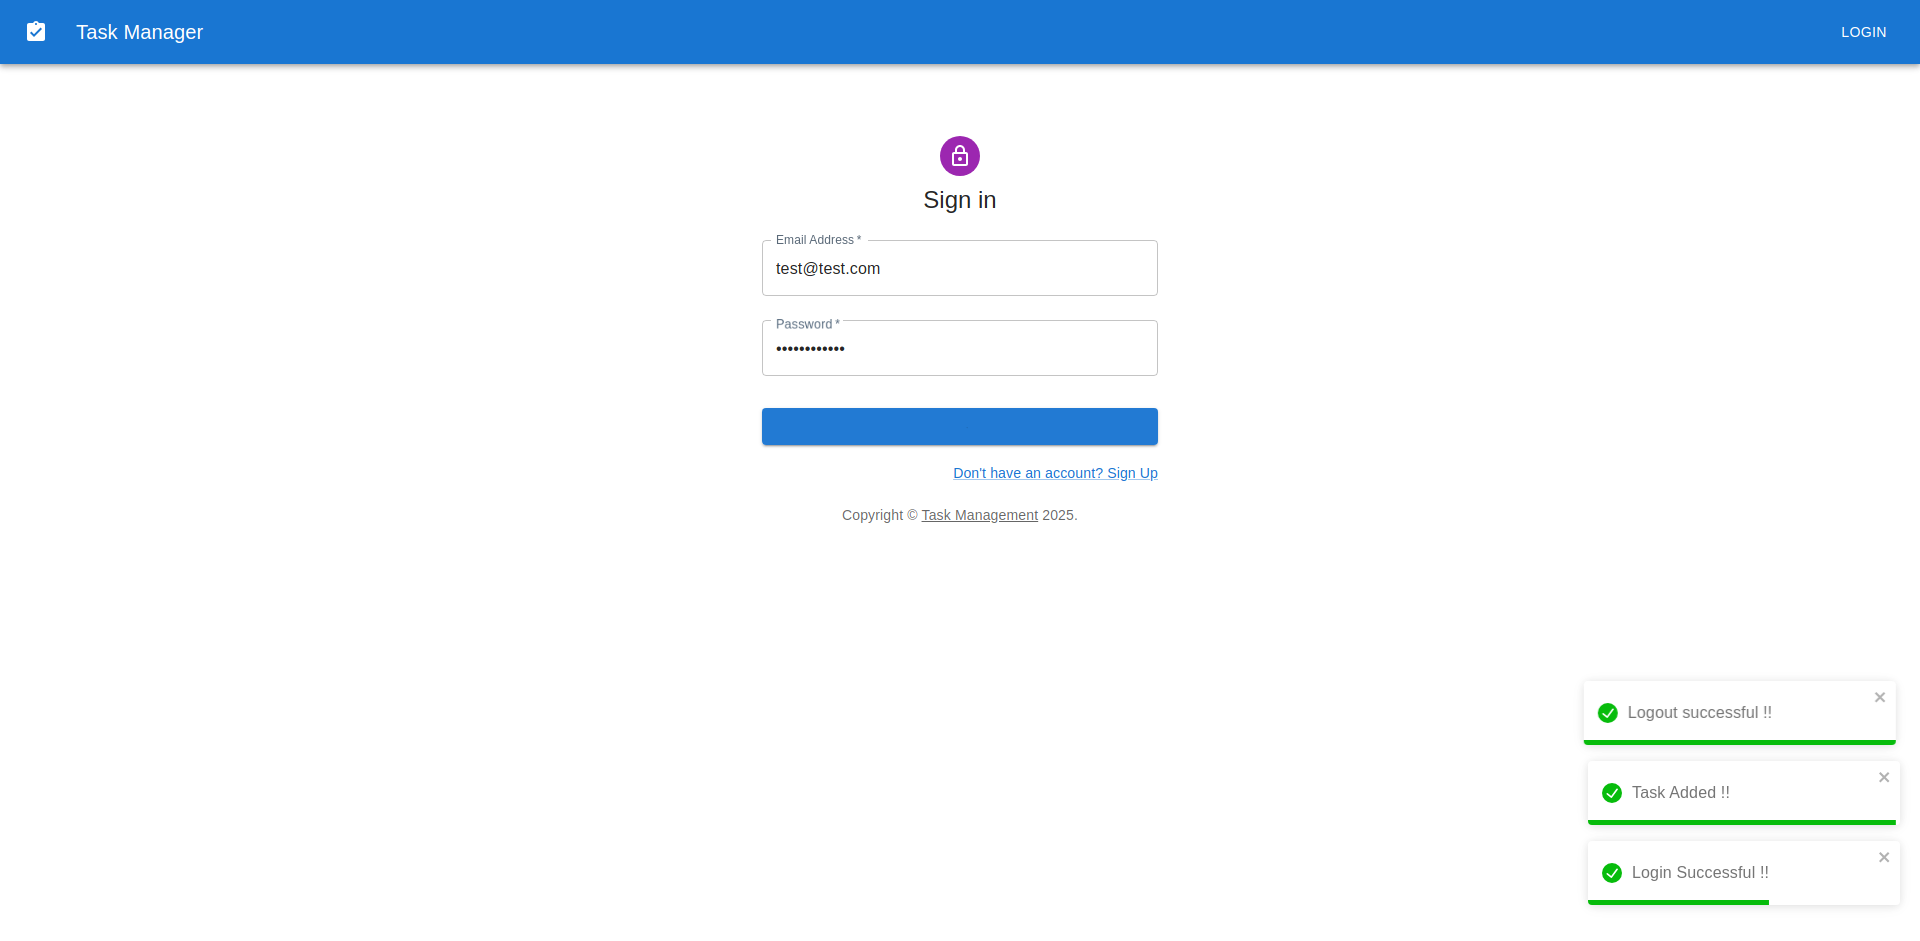 Task Manager
LOGIN
Sign in
Email Address *
test@test.com
Password *
••••••••••••
Don't have an account? Sign Up
Copyright © Task Management 2025.
Logout successful !!
Task Added !!
Login Successful !!